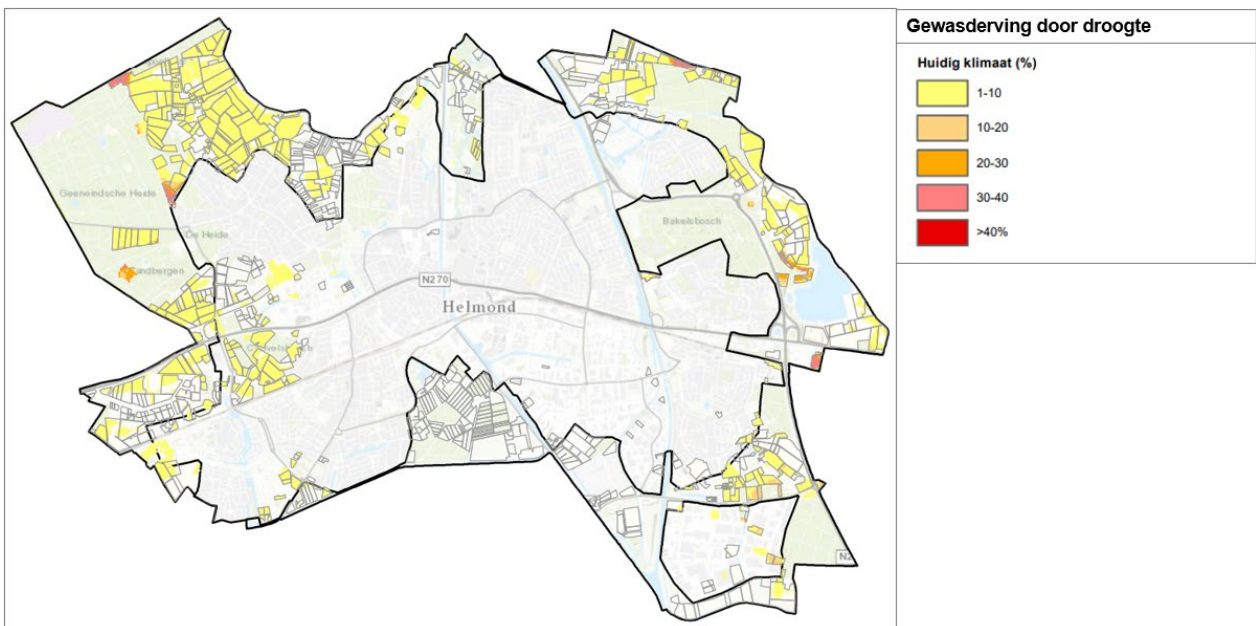 Gewasderving door droogte
Huidig klimaat (%)
1-10
10-20
20-30
30-40
>40%
Geeneindsche Heide
De Heide
Bakelsbosch
N270
Helmond